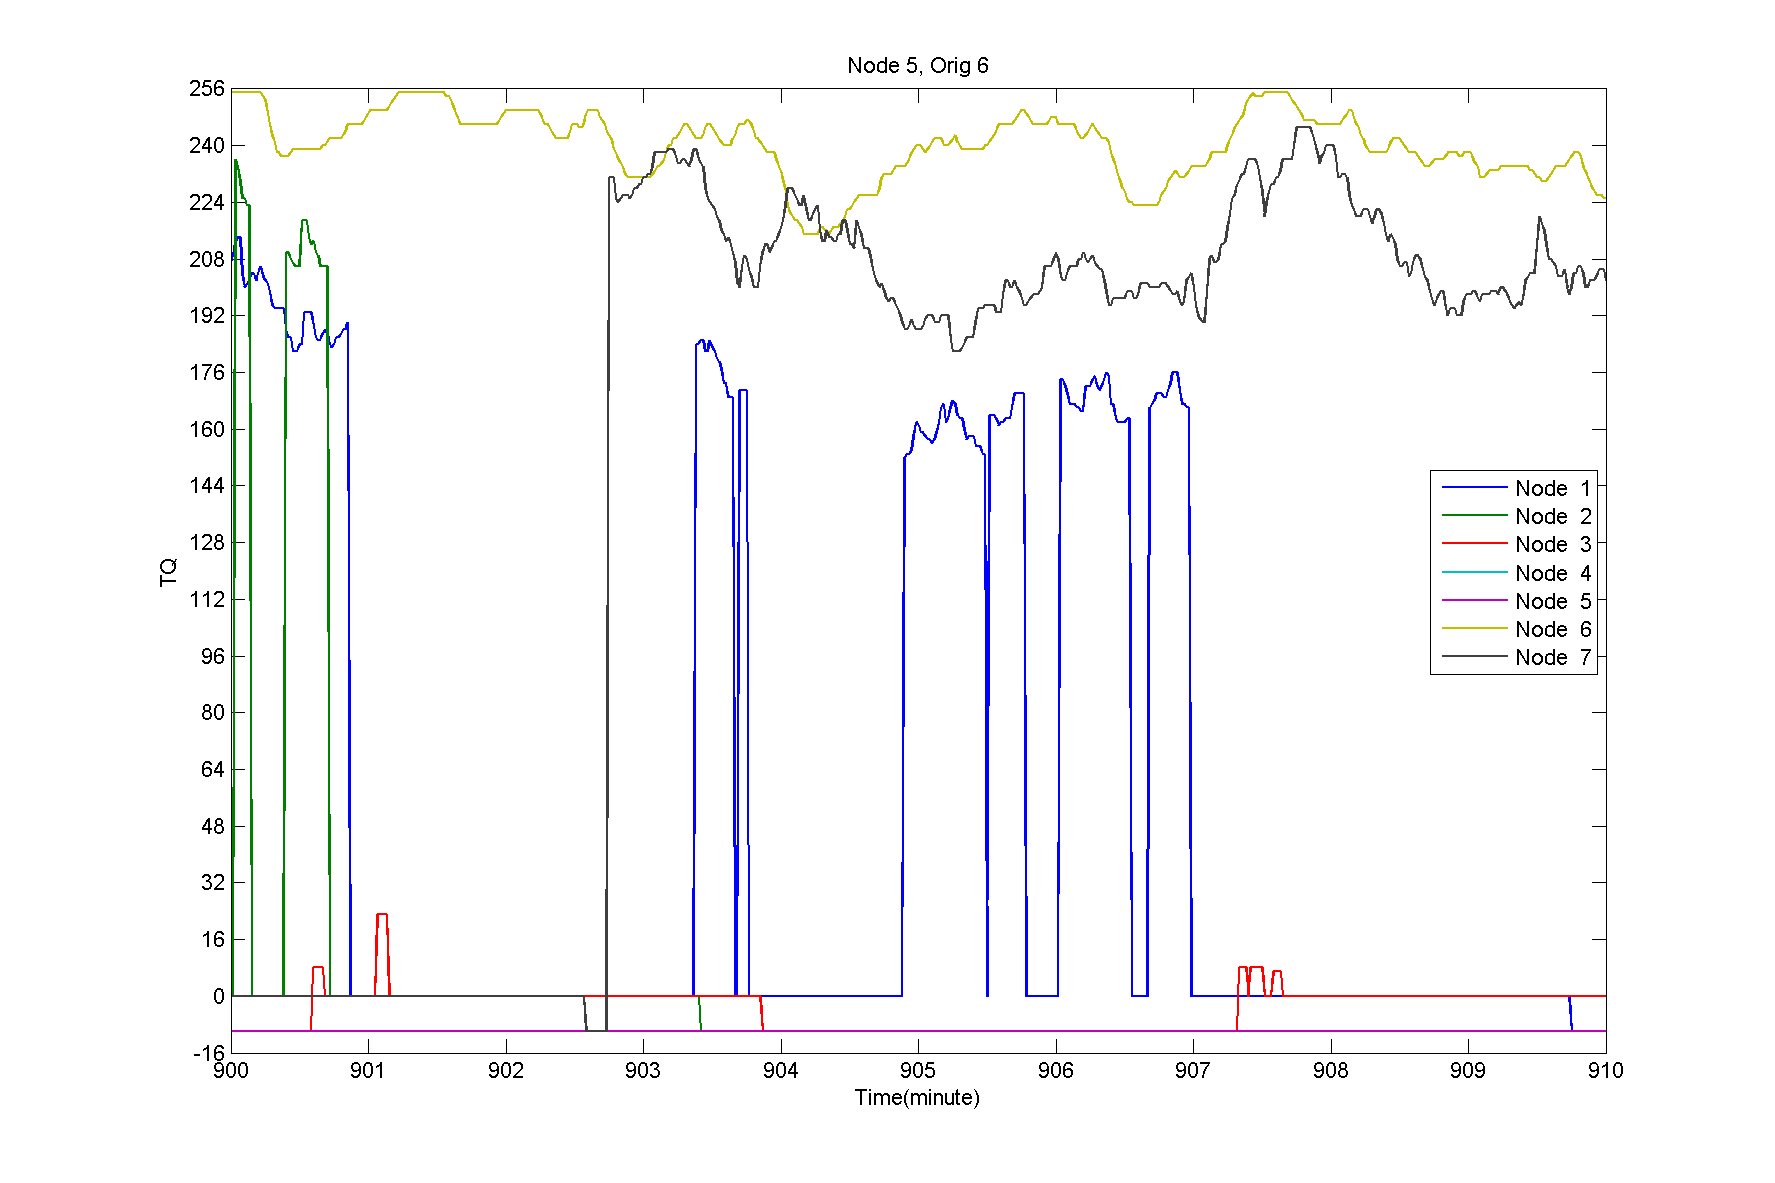 Node 5, Orig 6
256
240
224
208
192
176
160
144
128
112
96
80
64
48
32
16
0
-16
TQ
Node 1
Node 2
Node 3
Node 4
Node 5
Node 6
Node 7
900 901 902 903 904 905 906 907 908 909 910
Time(minute)